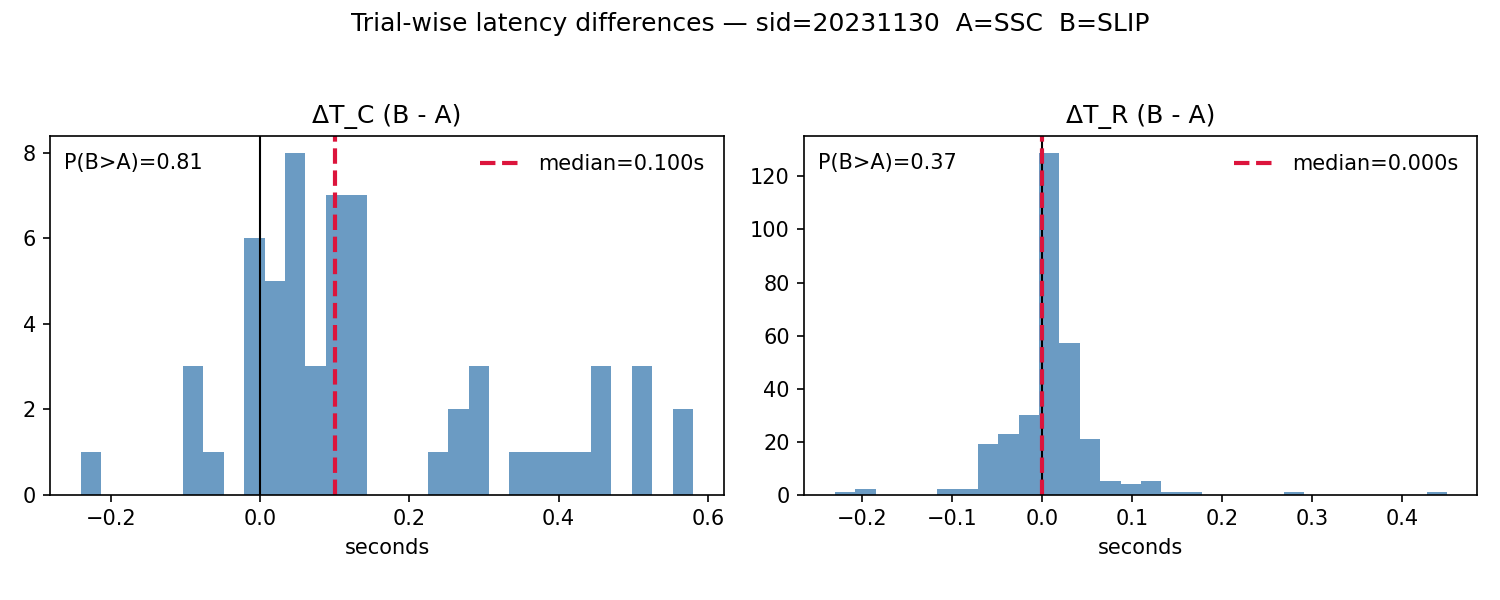 Trial-wise latency differences — sid=20231130  A=SSC  B=SLIP
ΔT_C (B - A)
P(B>A)=0.81
median=0.100s
8
6
4
2
0
−0.2
0.0
0.2
0.4
0.6
seconds
ΔT_R (B - A)
P(B>A)=0.37
median=0.000s
120
100
80
60
40
20
0
−0.2
−0.1
0.0
0.1
0.2
0.3
0.4
seconds